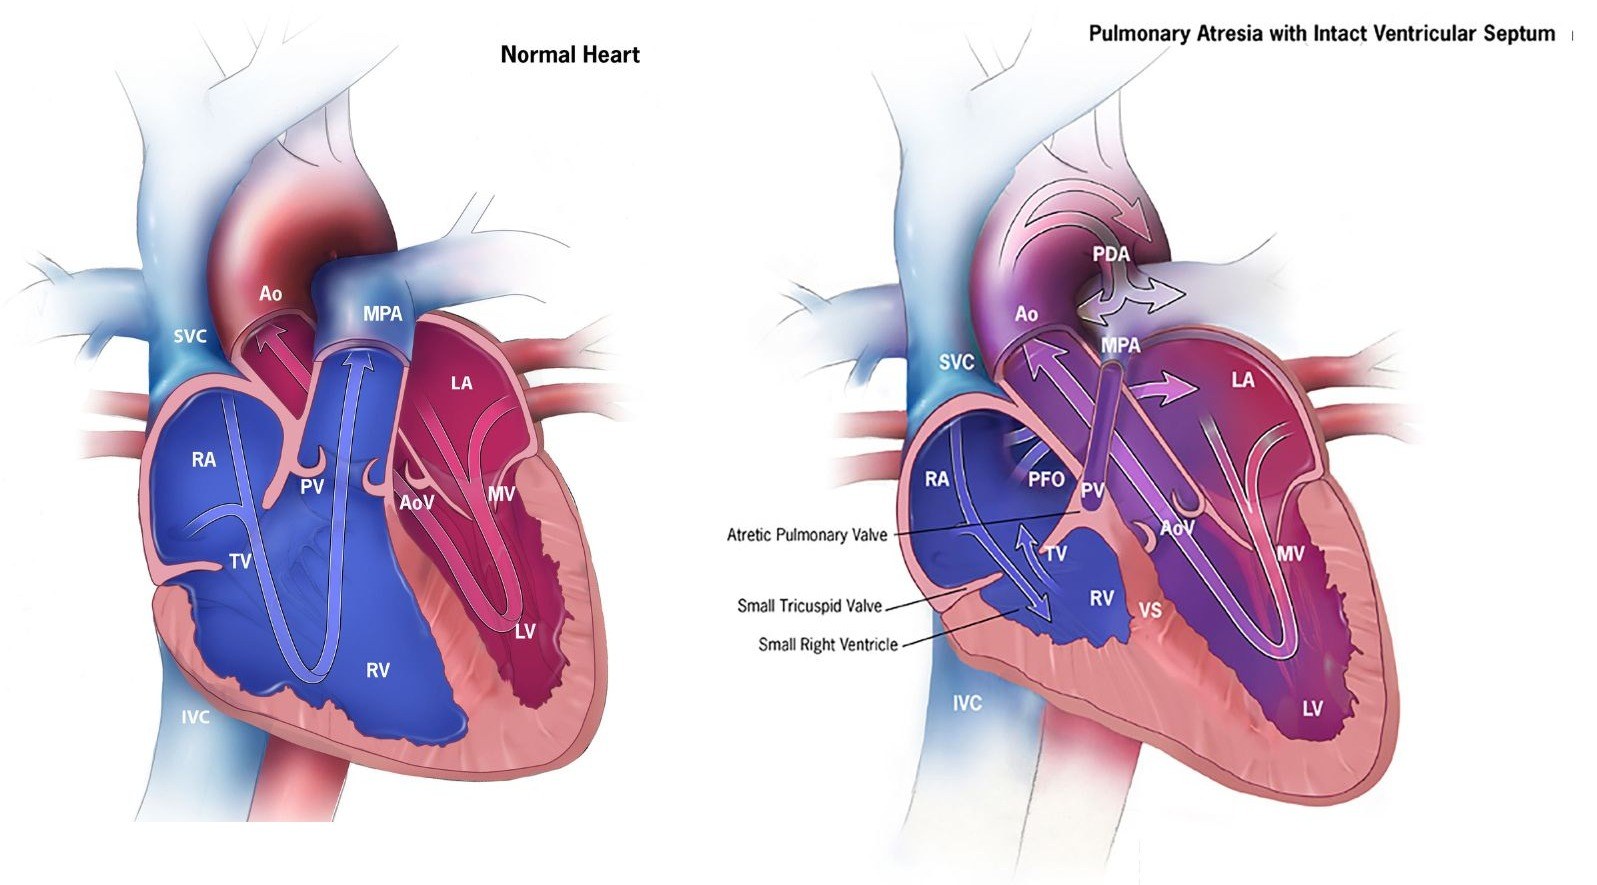 Normal Heart
Ao
MPA
SVC
LA
RA
PV
AoV
MV
TV
LV
RV
IVC
Pulmonary Atresia with Intact Ventricular Septum
PDA
Ao
MPA
SVC
LA
RA
PFO
PV
AoV
Atretic Pulmonary Valve
TV
MV
Small Tricuspid Valve
RV
VS
Small Right Ventricle
IVC
LV